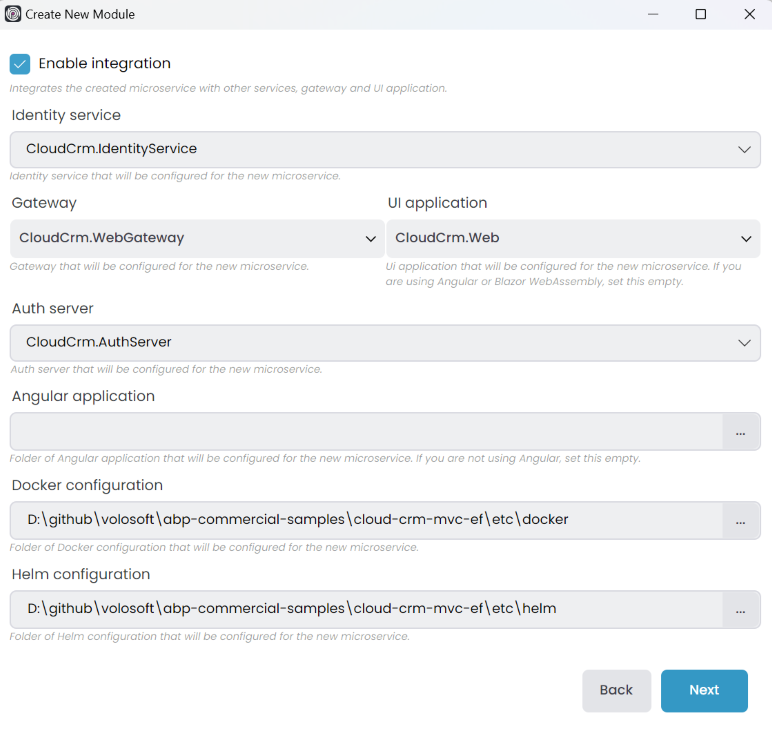 Create New Module
Enable integration
Integrates the created microservice with other services, gateway and UI application.
Identity service
CloudCrm.IdentityService
Identity service that will be configured for the new microservice.
Gateway
UI application
CloudCrm.WebGateway
CloudCrm.Web
Gateway that will be configured for the new microservice.
Ui application that will be configured for the new microservice. If you
are using Angular or Blazor WebAssembly, set this empty.
Auth server
CloudCrm.AuthServer
Auth server that will be configured for the new microservice.
Angular application
...
Folder of Angular application that will be configured for the new microservice. If you are not using Angular, set this empty.
Docker configuration
D:\github\volosoft\abp-commercial-samples\cloud-crm-mvc-ef\etc\docker
...
Folder of Docker configuration that will be configured for the new microservice.
Helm configuration
D:\github\volosoft\abp-commercial-samples\cloud-crm-mvc-ef\etc\helm
...
Folder of Helm configuration that will be configured for the new microservice.
Back
Next